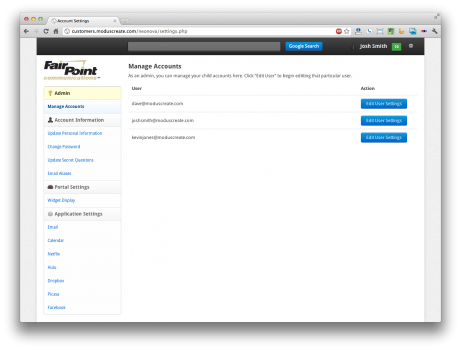 Account Settings
customers.moduscreate.com/neonova/settings.php
Google Search
Josh Smith
FairPoint
communications
Manage Accounts
As an admin, you can manage your child accounts here. Click "Edit User" to begin editing that particular user.
User
Action
dave@moduscreate.com
Edit User Settings
joshsmith@moduscreate.com
Edit User Settings
kevinjones@moduscreate.com
Edit User Settings
Admin
Manage Accounts
Account Information
Update Personal Information
Change Password
Update Secret Questions
Email Aliases
Portal Settings
Widget Display
Application Settings
Email
Calendar
Netflix
Hulu
Dropbox
Picasa
Facebook